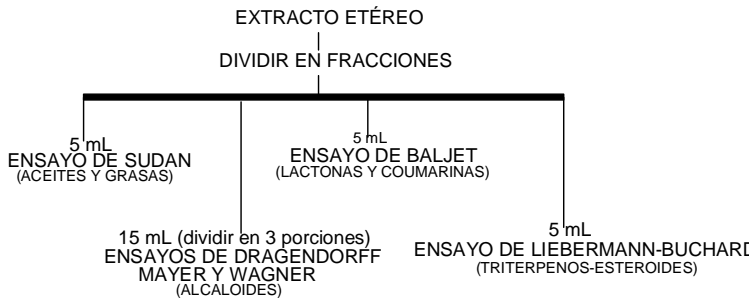 EXTRACTO ETÉREO
DIVIDIR EN FRACCIONES
5 mL
ENSAYO DE SUDAN
(ACEITES Y GRASAS)
5 mL
ENSAYO DE BALJET
(LACTONAS Y COUMARINAS)
15 mL (dividir en 3 porciones)
ENSAYOS DE DRAGENDORFF
MAYER Y WAGNER
(ALCALOIDES)
5 mL
ENSAYO DE LIEBERMANN-BUCHARD
(TRITERPENOS-ESTEROIDES)